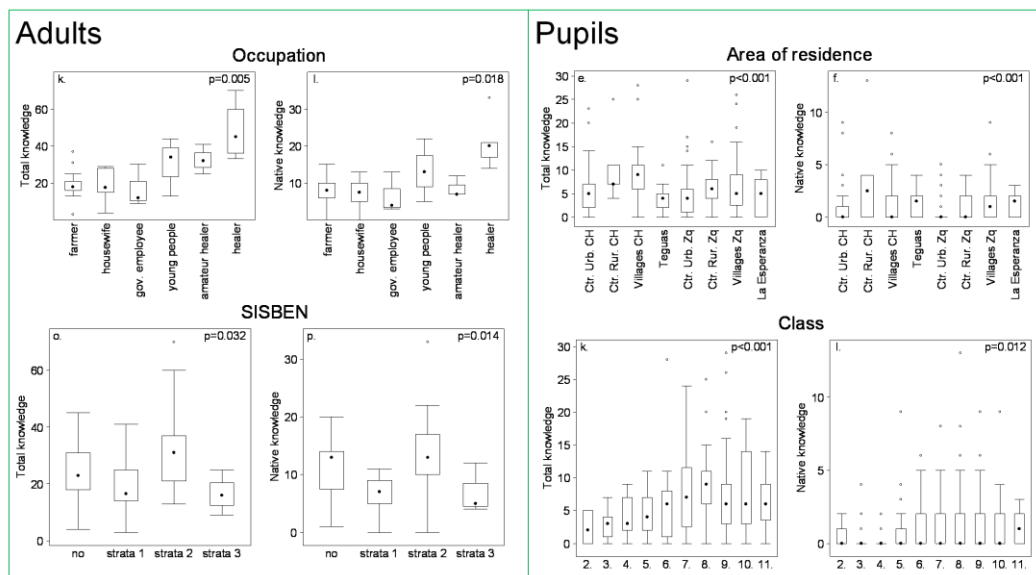 Adults
Occupation
k.
p=0.005
Total knowledge
60
40
20
farmer
housewife
gov. employee
young people
amateur healer
healer
l.
p=0.018
Native knowledge
30
20
10
farmer
housewife
gov. employee
young people
amateur healer
healer
SISBEN
o.
p=0.032
Total knowledge
60
40
20
0
no
strata 1
strata 2
strata 3
p.
p=0.014
Native knowledge
30
20
10
0
no
strata 1
strata 2
strata 3
Pupils
Area of residence
e.
p<0.001
Total knowledge
30
25
20
15
10
5
0
Ctr. Urb. CH
Ctr. Rur. CH
Villages CH
Teguas
Ctr. Urb. Zq
Ctr. Rur. Zq
Villages Zq
La Esperanza
f.
p<0.001
Native knowledge
10
5
0
Ctr. Urb. CH
Ctr. Rur. CH
Villages CH
Teguas
Ctr. Urb. Zq
Ctr. Rur. Zq
Villages Zq
La Esperanza
Class
k.
p<0.001
Total knowledge
30
25
20
15
10
5
0
2. 3. 4. 5. 6. 7. 8. 9. 10. 11.
l.
p=0.012
Native knowledge
10
5
0
2. 3. 4. 5. 6. 7. 8. 9. 10. 11.